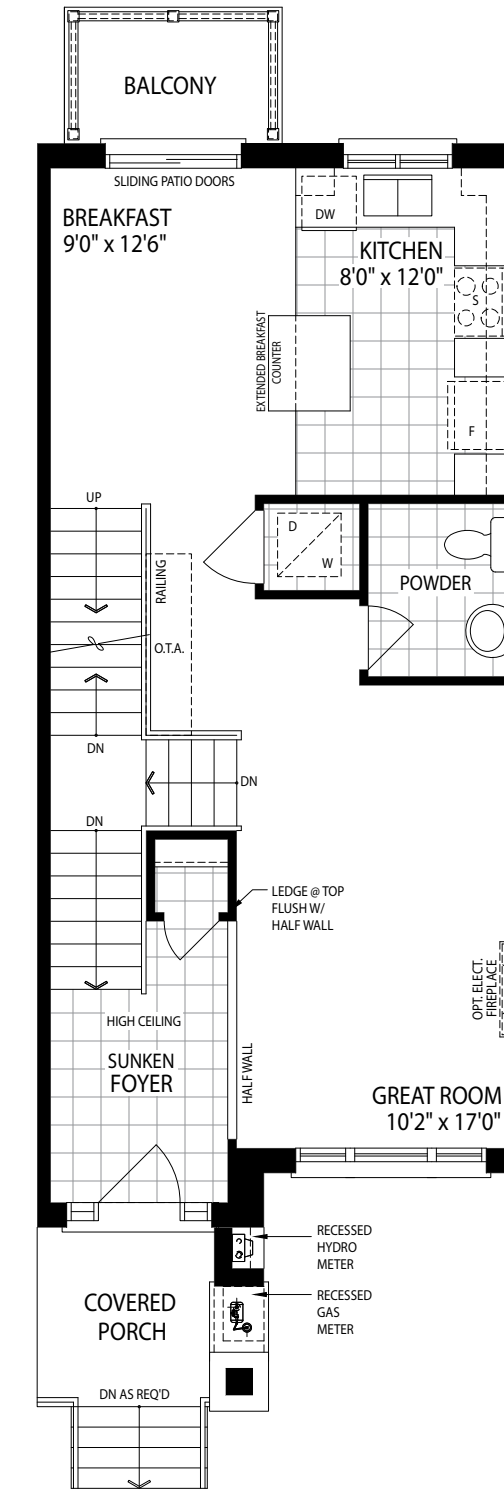 BALCONY
SLIDING PATIO DOORS
BREAKFAST
9'0" x 12'6"
DW
KITCHEN
8'0" x 12'0"
S
EXTENDED BREAKFAST
COUNTER
F
UP
D
W
RAILING
POWDER
O.T.A.
DN
DN
DN
LEDGE @ TOP
FLUSH W/
HALF WALL
OPT. ELECT.
FIREPLACE
HIGH CEILING
SUNKEN
FOYER
HALF WALL
GREAT ROOM
10'2" x 17'0"
RECESSED
HYDRO
METER
RECESSED
GAS
METER
COVERED
PORCH
DN AS REQ'D